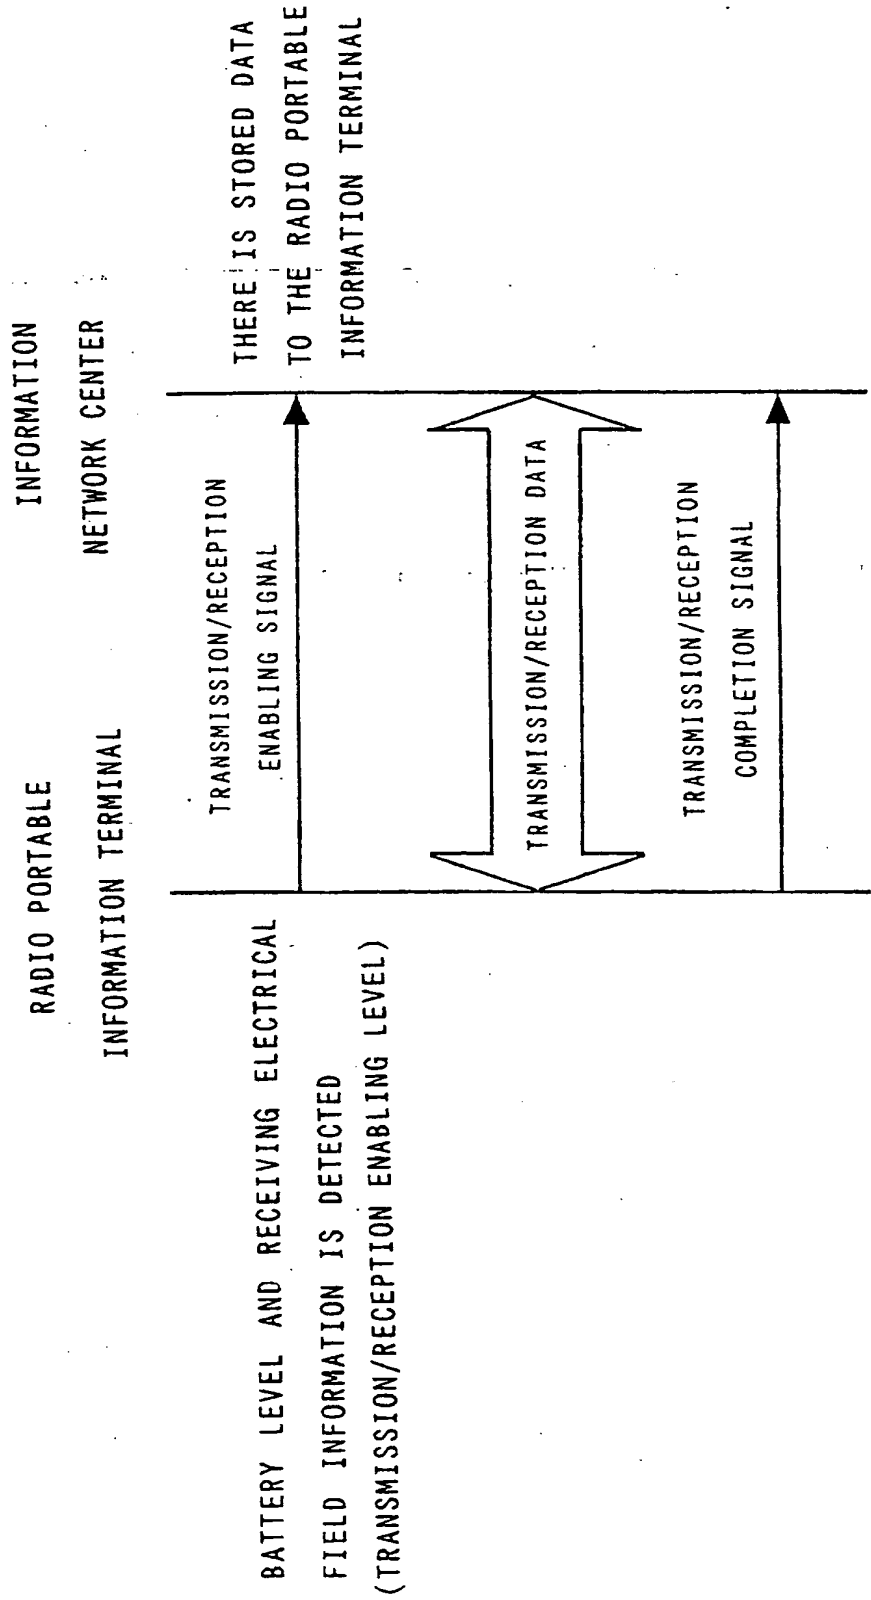 RADIO PORTABLE
INFORMATION TERMINAL
INFORMATION
NETWORK CENTER
BATTERY LEVEL AND RECEIVING ELECTRICAL
FIELD INFORMATION IS DETECTED
(TRANSMISSION/RECEPTION ENABLING LEVEL)
TRANSMISSION/RECEPTION
ENABLING SIGNAL
THERE IS STORED DATA
TO THE RADIO PORTABLE
INFORMATION TERMINAL
TRANSMISSION/RECEPTION DATA
TRANSMISSION/RECEPTION
COMPLETION SIGNAL